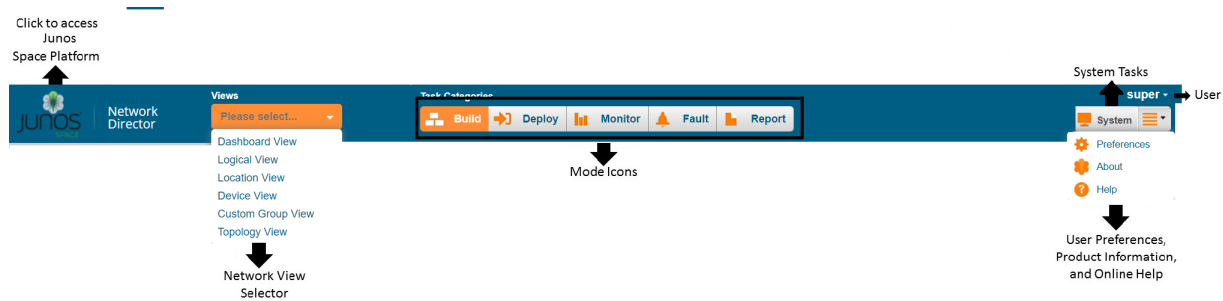 Click to access
Junos
Space Platform
System Tasks
JUNOS
SPACE
Network
Director
Views
Please select...
Task Categories
Build
Deploy
Monitor
Fault
Report
super
User
System
Dashboard View
Logical View
Location View
Device View
Custom Group View
Topology View
Mode Icons
Preferences
About
Help
Network View
Selector
User Preferences,
Product Information,
and Online Help